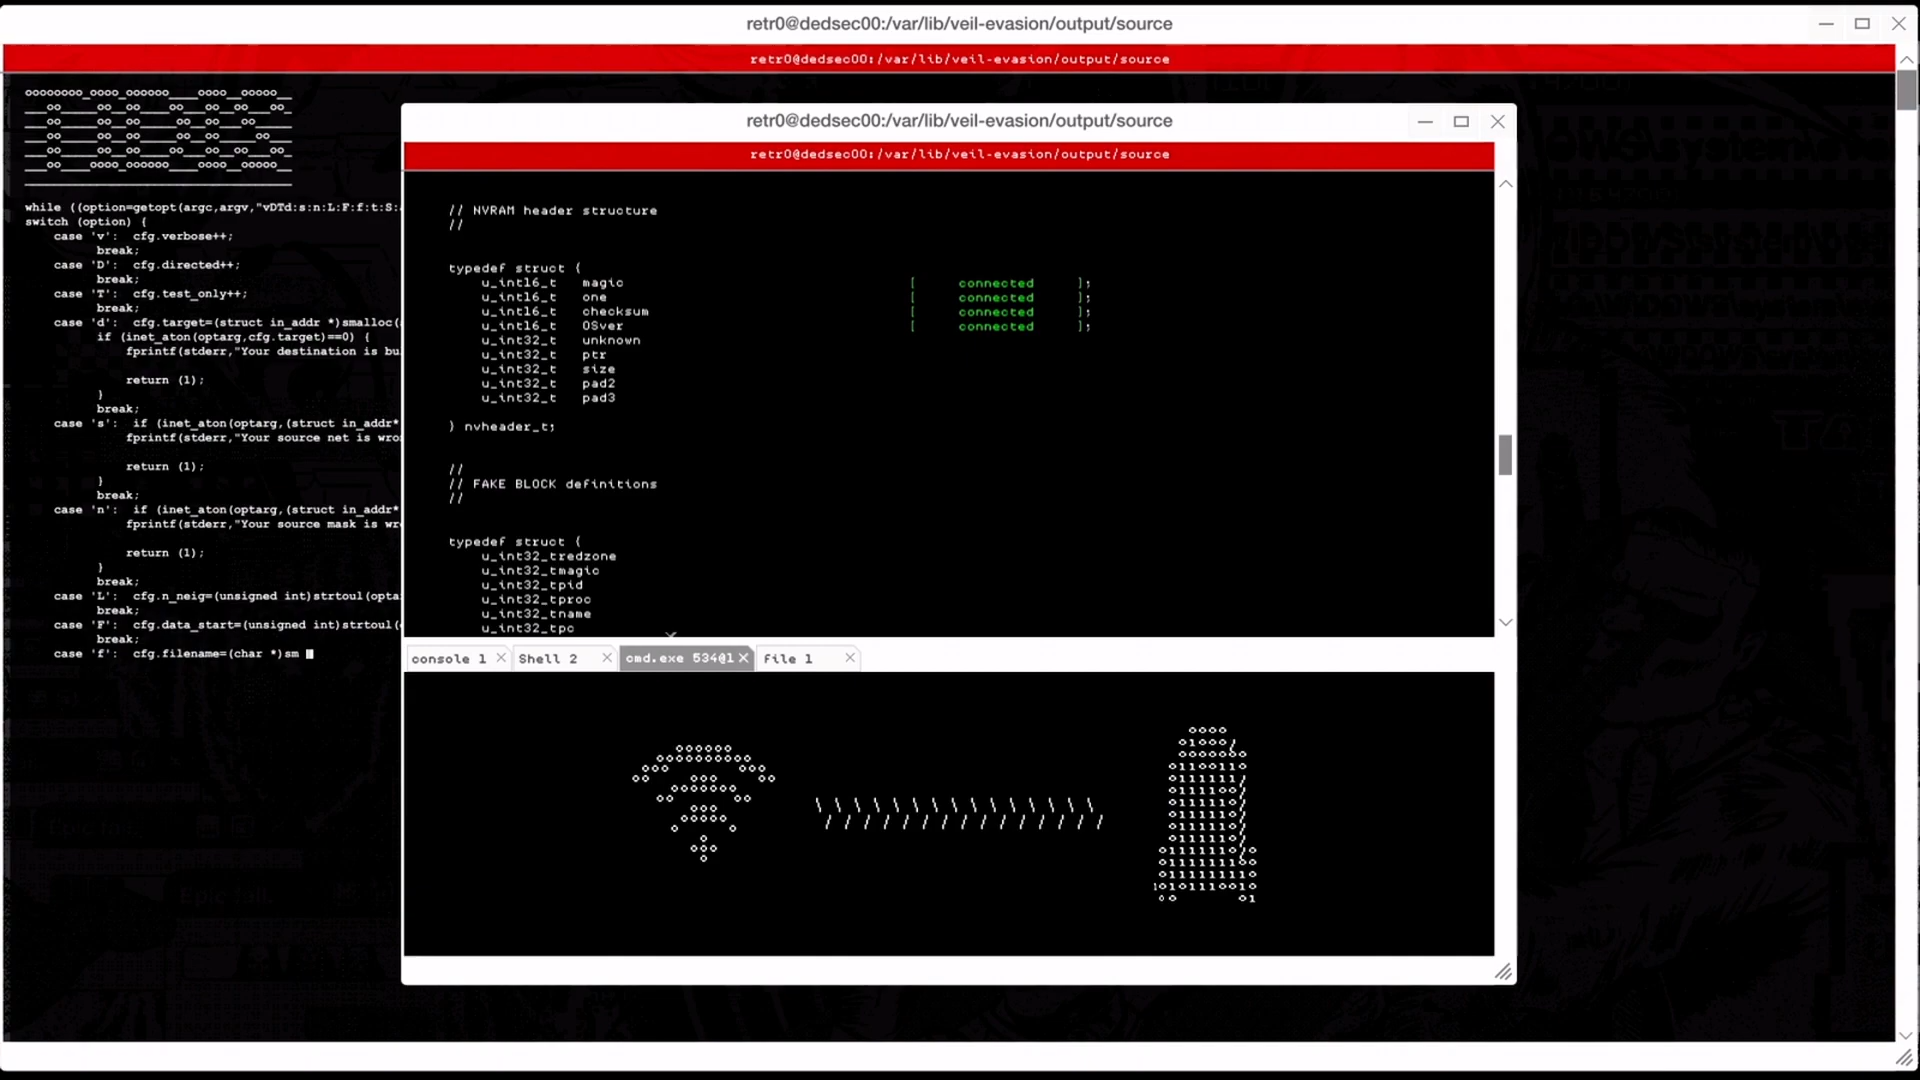 retr0@dedsec00:/var/lib/veil-evasion/output/source
retr0@dedsec00:/var/lib/veil-evasion/output/source
while ((option=getopt(argc,argv,"vDTd:s:n:L:F:f:t:S:
switch (option) {
case 'v': cfg.verbose++;
break;
case 'D': cfg.directed++;
break;
case 'T': cfg.test_only++;
break;
case 'd': cfg.target=(struct in_addr *)smalloc(
if (inet_aton(optarg,cfg.target)==0) {
fprintf(stderr,"Your destination is bu
return (1);
}
break;
case 's': if (inet_aton(optarg,(struct in_addr*
fprintf(stderr,"Your source net is wro
return (1);
}
break;
case 'n': if (inet_aton(optarg,(struct in_addr*
fprintf(stderr,"Your source mask is wr
return (1);
}
break;
case 'L': cfg.n_neig=(unsigned int)strtoul(opta
break;
case 'F': cfg.data_start=(unsigned int)strtoul(
break;
case 'f': cfg.filename=(char *)sm
retr0@dedsec00:/var/lib/veil-evasion/output/source
retr0@dedsec00:/var/lib/veil-evasion/output/source
// NVRAM header structure
//
typedef struct {
u_int16_t magic [ connected ];
u_int16_t one [ connected ];
u_int16_t checksum [ connected ];
u_int16_t OSver [ connected ];
u_int32_t unknown
u_int32_t ptr
u_int32_t size
u_int32_t pad2
u_int32_t pad3
} nvheader_t;
//
// FAKE BLOCK definitions
//
typedef struct {
u_int32_tredzone
u_int32_tmagic
u_int32_tpid
u_int32_tproc
u_int32_tname
u_int32_tpc
console 1 Shell 2 cmd.exe 534@1 File 1